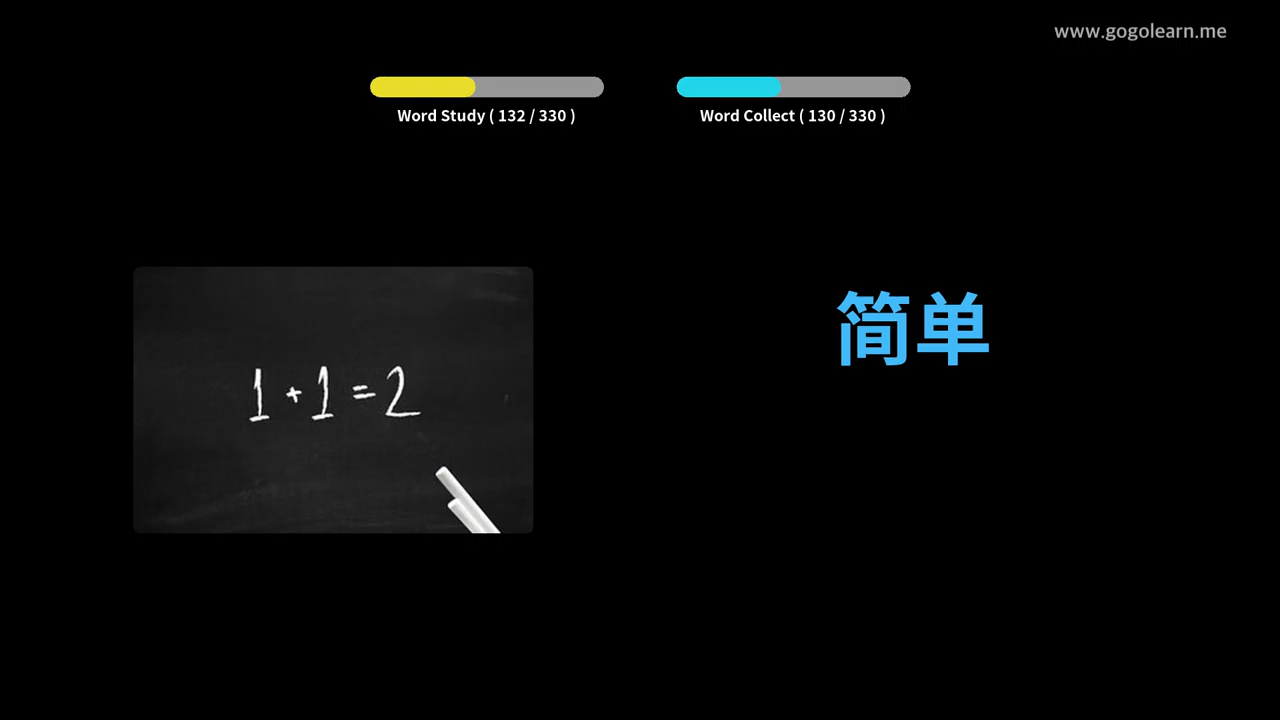 www.gogolearn.me
Word Study ( 132 / 330 )
Word Collect ( 130 / 330 )
简单
1 + 1 = 2